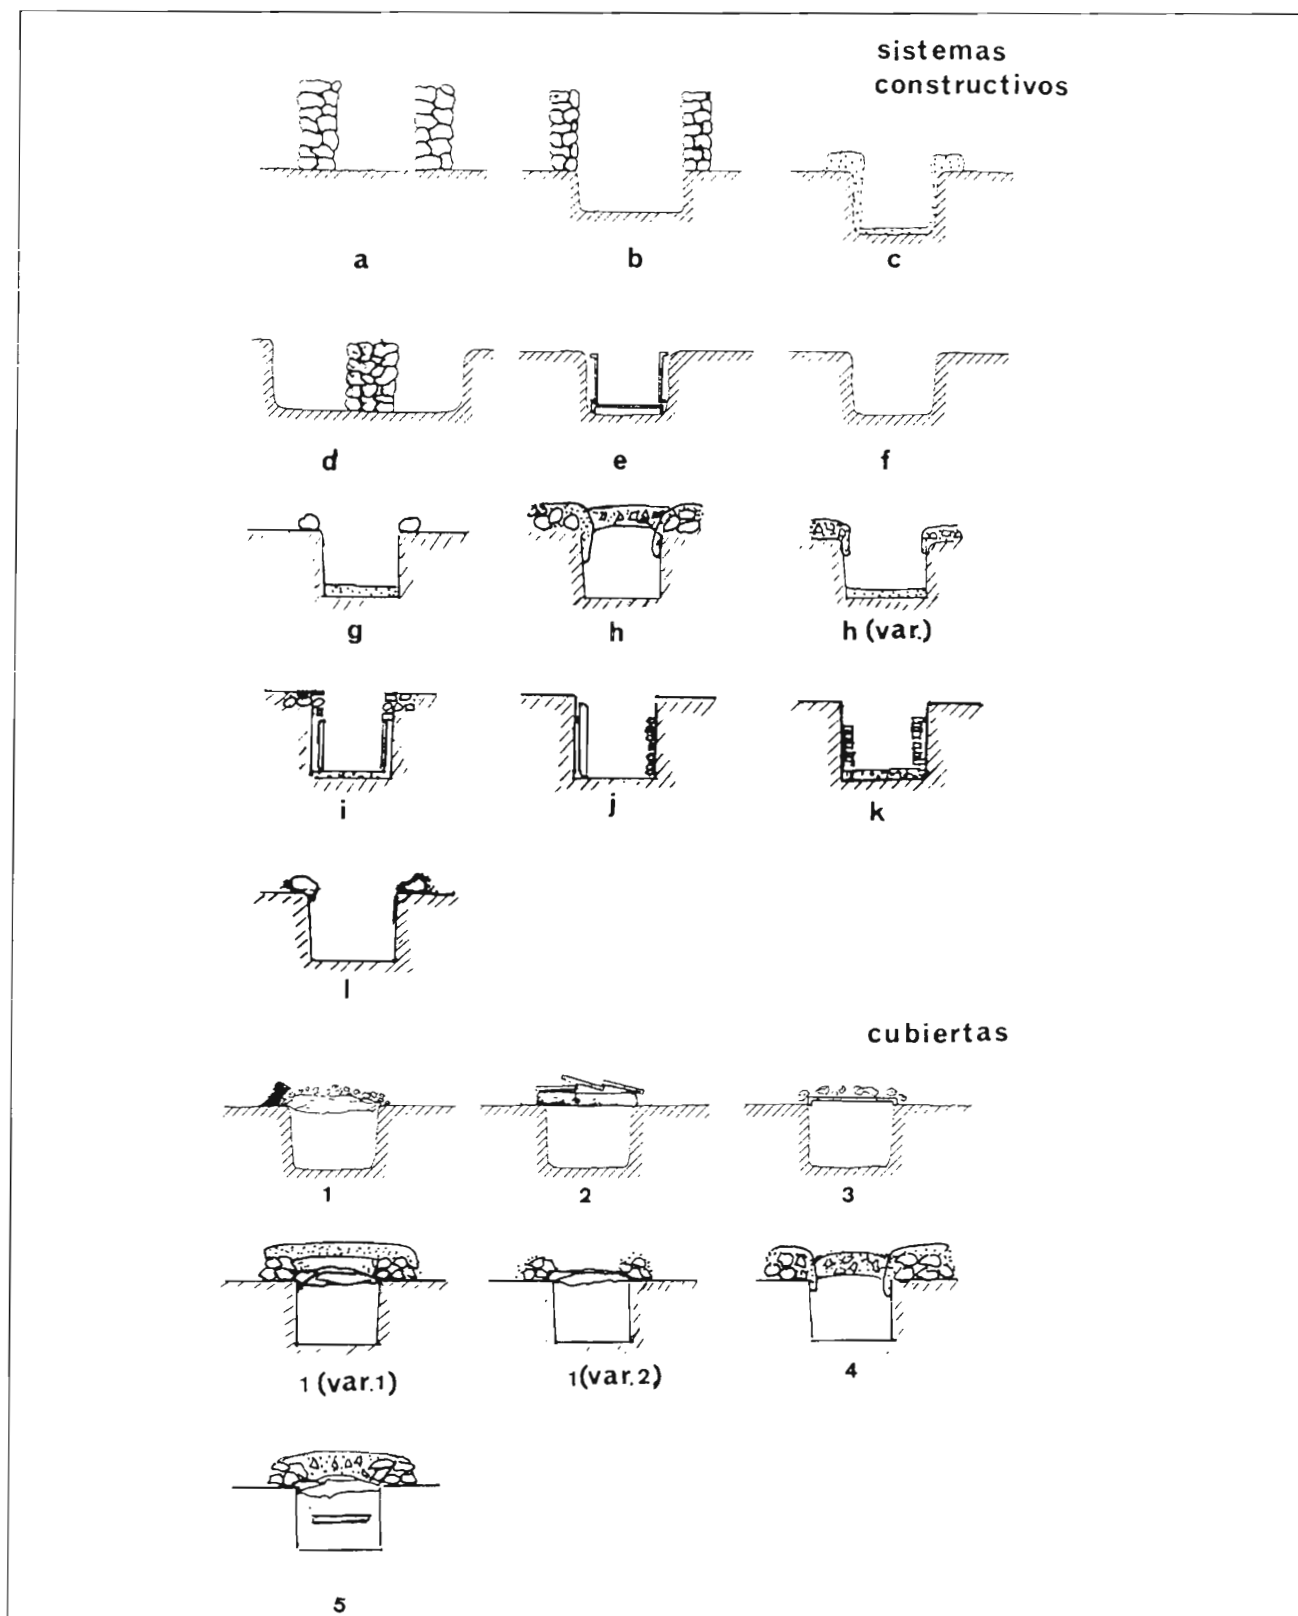 sistemas
constructivos
a b c
d e f
g h h (var.)
i j k
l
cubiertas
1 2 3
1 (var.1) 1(var.2) 4
5